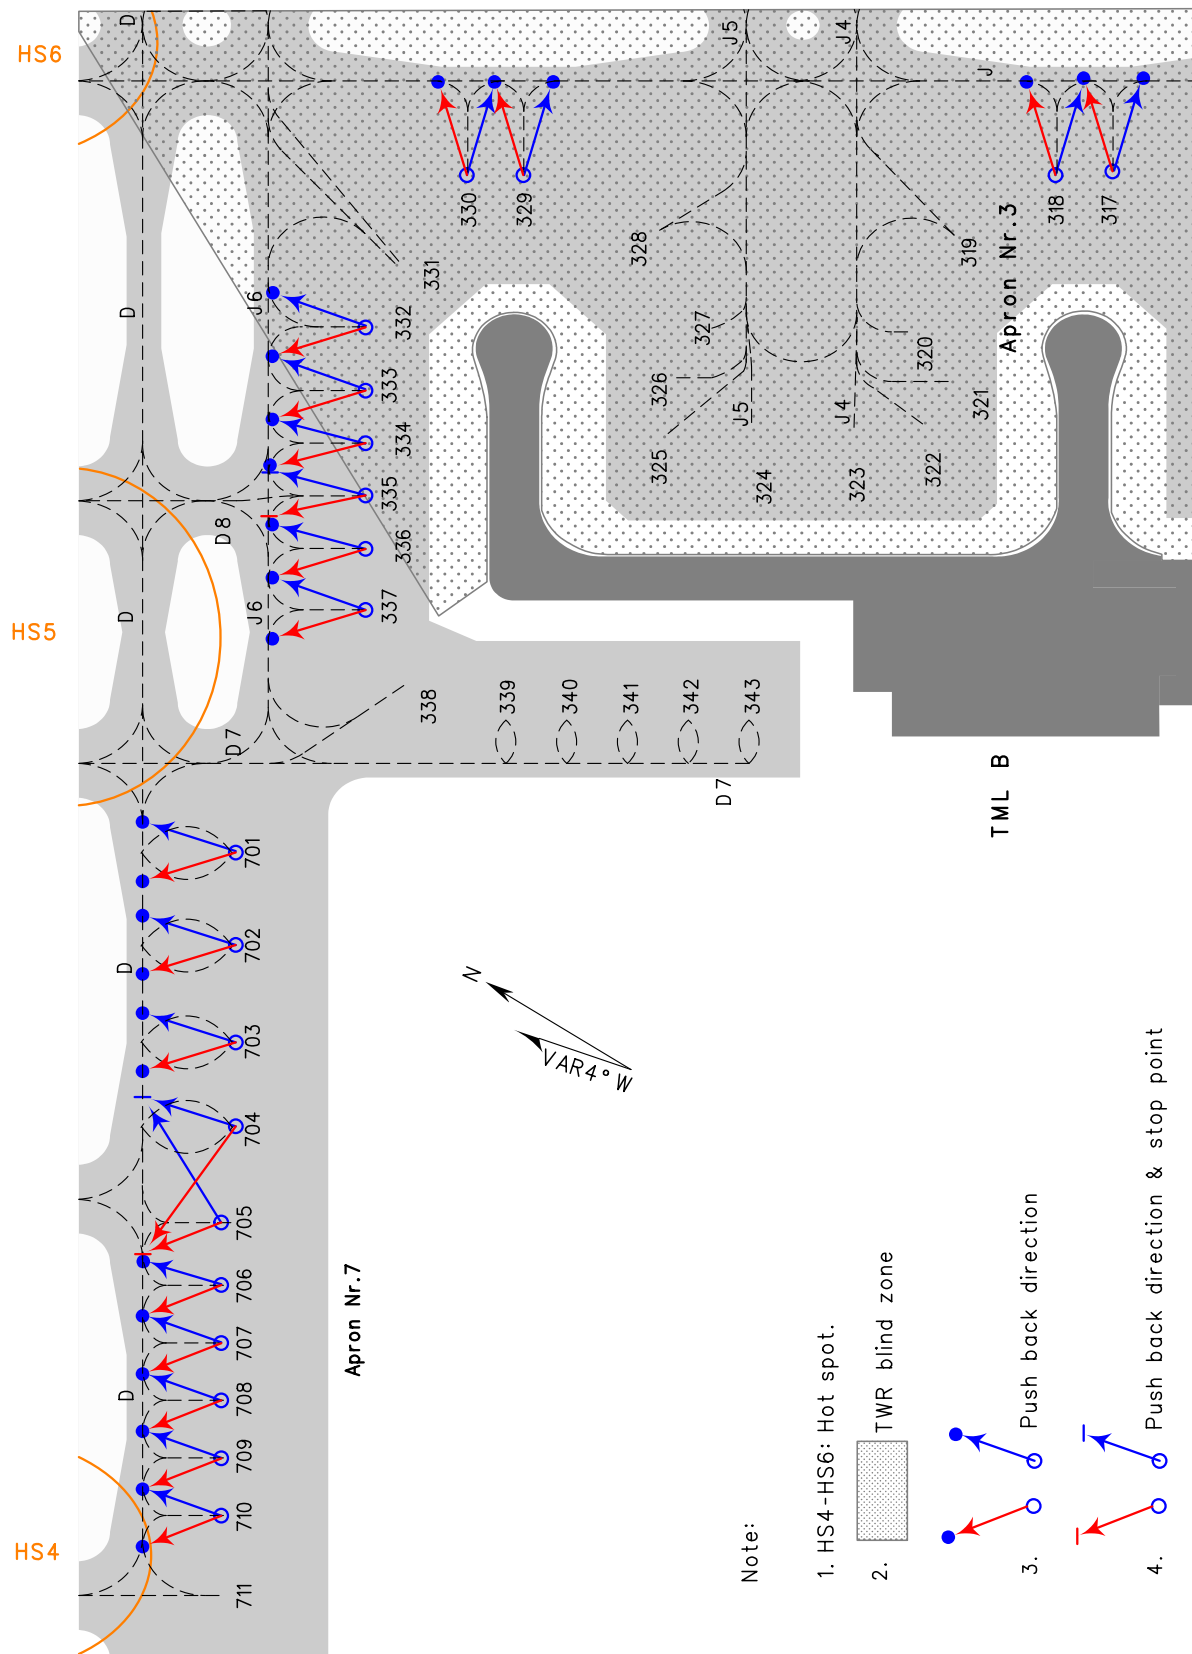 HS6
D
J5
J4
J
330
329
328
331
318
317
319
Apron Nr.3
D
J6
332
327
320
333
326
321
J5
J4
334
325
324
323
322
335
D8
336
D
J6
337
HS5
338
339
340
341
342
343
D7
D7
TML B
701
702
D
703
N
VAR4°W
704
705
706
Apron Nr.7
707
D
708
709
710
HS4
711
Note:
1. HS4-HS6: Hot spot.
2. TWR blind zone
3. Push back direction
4. Push back direction & stop point